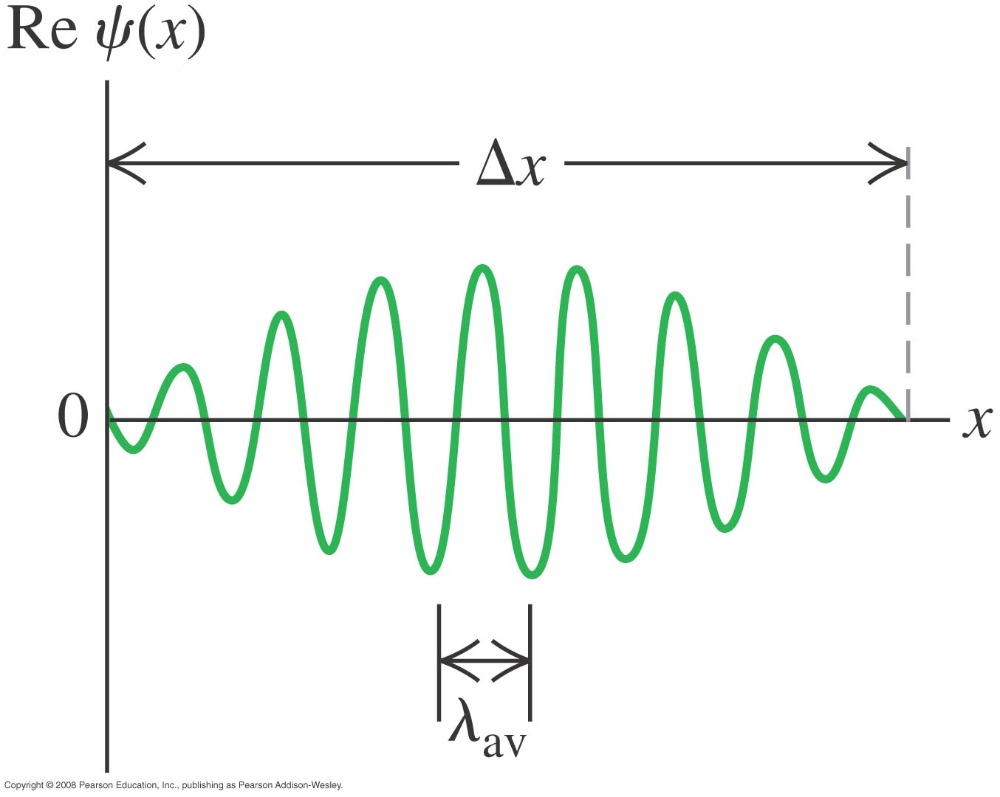 Re ψ(x)
Δx
0
x
λav
Copyright © 2008 Pearson Education, Inc., publishing as Pearson Addison-Wesley.